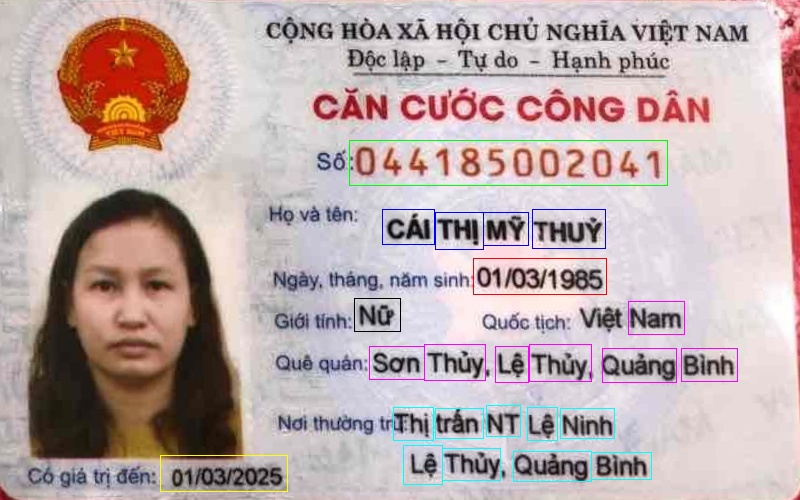 CỘNG HÒA XÃ HỘI CHỦ NGHĨA VIỆT NAM
Độc lập - Tự do - Hạnh phúc
CĂN CƯỚC CÔNG DÂN
Số: 044185002041
Họ và tên: CÁI THỊ MỸ THUỶ
Ngày, tháng, năm sinh: 01/03/1985
Giới tính: Nữ Quốc tịch: Việt Nam
Quê quán: Sơn Thủy, Lệ Thủy, Quảng Bình
Nơi thường trú: Thị trấn NT Lệ Ninh
Lệ Thủy, Quảng Bình
Có giá trị đến: 01/03/2025
VIỆT NAM